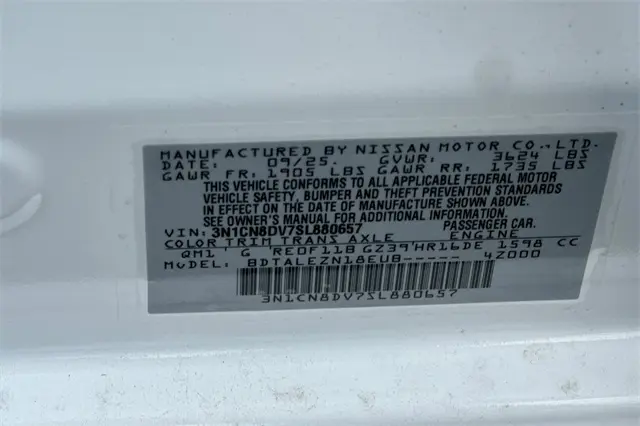 MANUFACTURED BY NISSAN MOTOR CO., LTD.
DATE: 09/25. GVWR: 3624 LBS
GAWR FR: 1905 LBS GAWR RR: 1735 LBS
THIS VEHICLE CONFORMS TO ALL APPLICABLE FEDERAL MOTOR
VEHICLE SAFETY, BUMPER AND THEFT PREVENTION STANDARDS
IN EFFECT ON THE DATE OF MANUFACTURE SHOWN ABOVE.
SEE OWNER'S MANUAL FOR ADDITIONAL INFORMATION.
VIN: 3N1CN8DV7SL880657 PASSENGER CAR.
COLOR TRIM TRANS AXLE ENGINE
QM1 G RE0F11B GZ39 HR16DE 1598 CC
MODEL: BDTALEZN18EUB----- 4Z000
3N1CN8DV7SL880657